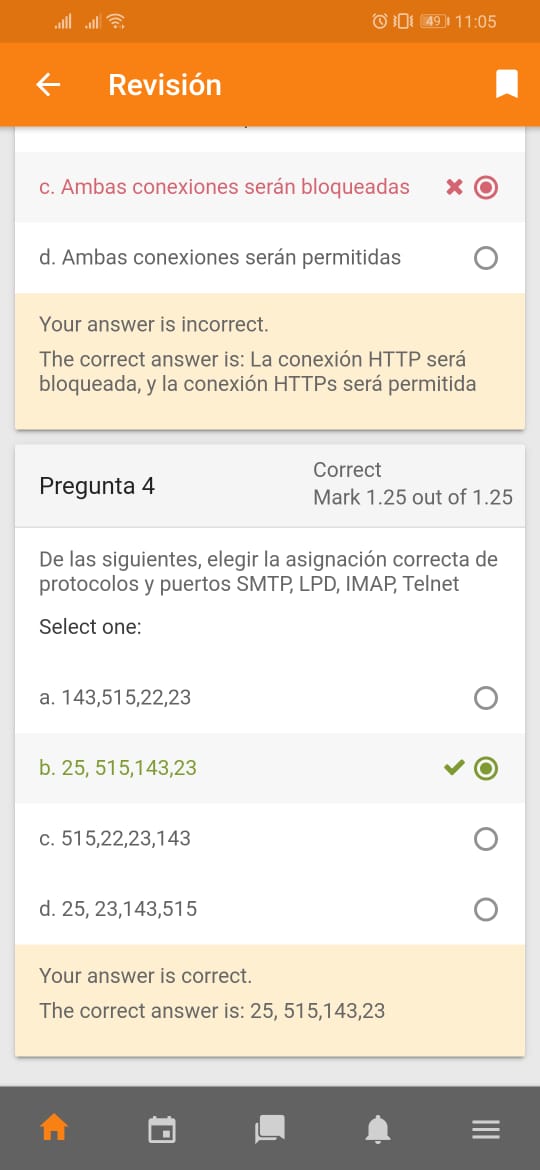 49 11:05
Revisión
c. Ambas conexiones serán bloqueadas
d. Ambas conexiones serán permitidas
Your answer is incorrect.
The correct answer is: La conexión HTTP será
bloqueada, y la conexión HTTPs será permitida
Pregunta 4
Correct
Mark 1.25 out of 1.25
De las siguientes, elegir la asignación correcta de
protocolos y puertos SMTP, LPD, IMAP, Telnet
Select one:
a. 143,515,22,23
b. 25, 515,143,23
c. 515,22,23,143
d. 25, 23,143,515
Your answer is correct.
The correct answer is: 25, 515,143,23